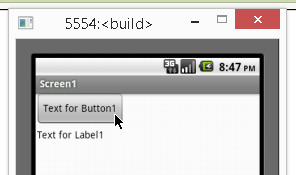 5554:<build>
3G 8:47 PM
Screen1
Text for Button1
Text for Label1